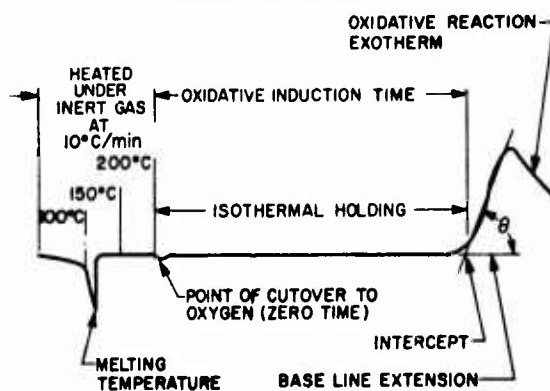 OXIDATIVE REACTION
EXOTHERM
HEATED
UNDER
INERT GAS
AT
10°C/min
OXIDATIVE INDUCTION TIME
200°C
150°C
100°C
ISOTHERMAL HOLDING
θ
POINT OF CUTOVER TO
OXYGEN (ZERO TIME)
INTERCEPT
MELTING
TEMPERATURE
BASE LINE EXTENSION